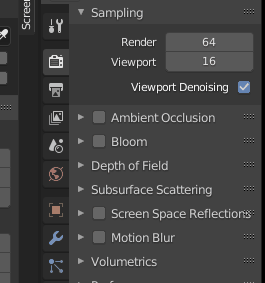 Screen
Sampling
Render 64
Viewport 16
Viewport Denoising
Ambient Occlusion
Bloom
Depth of Field
Subsurface Scattering
Screen Space Reflections
Motion Blur
Volumetrics